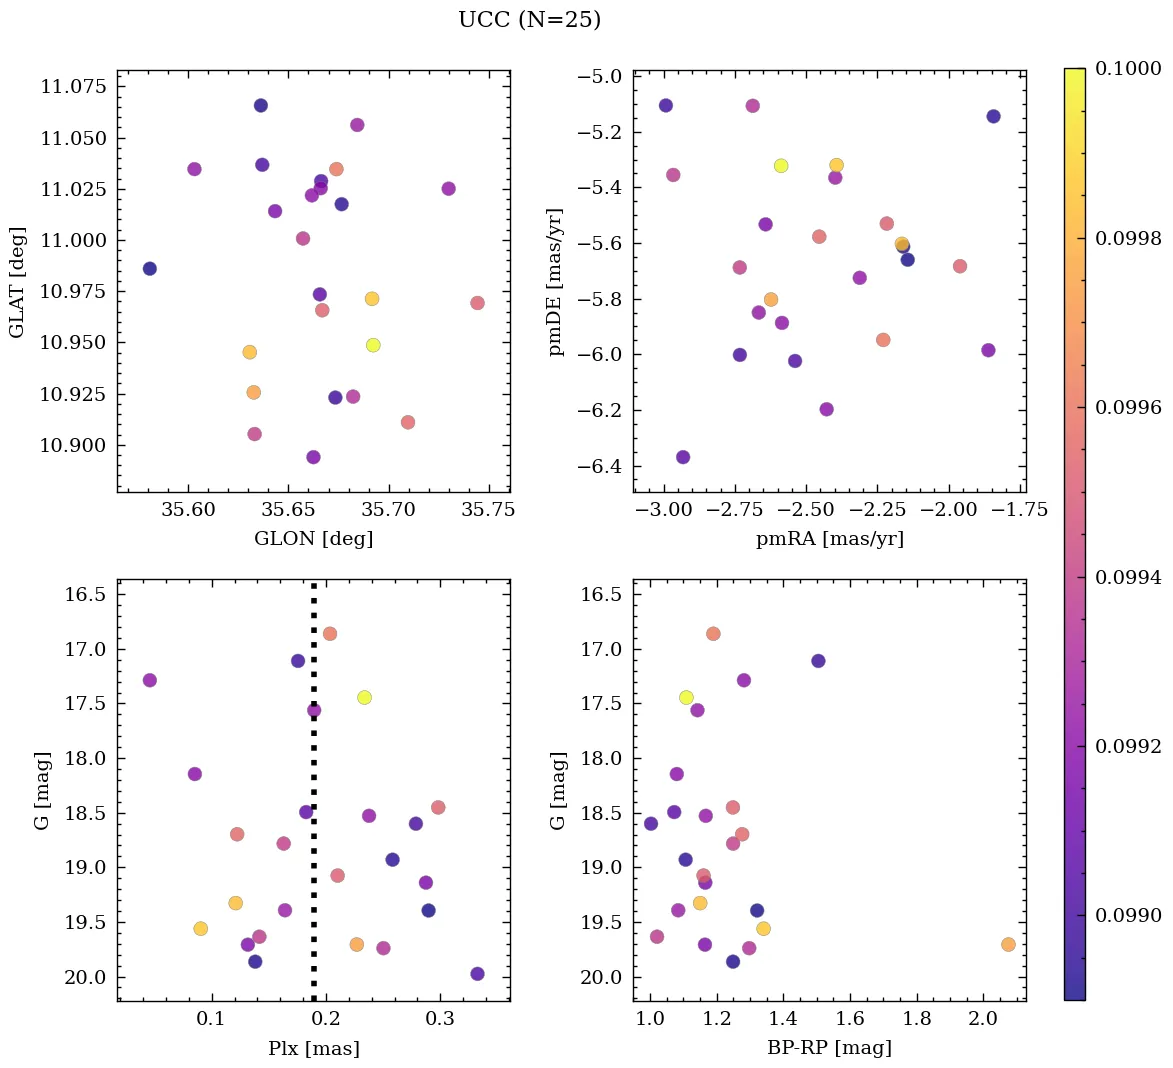 UCC (N=25)
11.075
11.050
11.025
11.000
10.975
10.950
10.925
10.900
GLAT [deg]
35.60 35.65 35.70 35.75
GLON [deg]
−5.0
−5.2
−5.4
−5.6
−5.8
−6.0
−6.2
−6.4
pmDE [mas/yr]
−3.00 −2.75 −2.50 −2.25 −2.00 −1.75
pmRA [mas/yr]
16.5
17.0
17.5
18.0
18.5
19.0
19.5
20.0
G [mag]
0.1 0.2 0.3
Plx [mas]
16.5
17.0
17.5
18.0
18.5
19.0
19.5
20.0
G [mag]
1.0 1.2 1.4 1.6 1.8 2.0
BP-RP [mag]
0.1000
0.0998
0.0996
0.0994
0.0992
0.0990